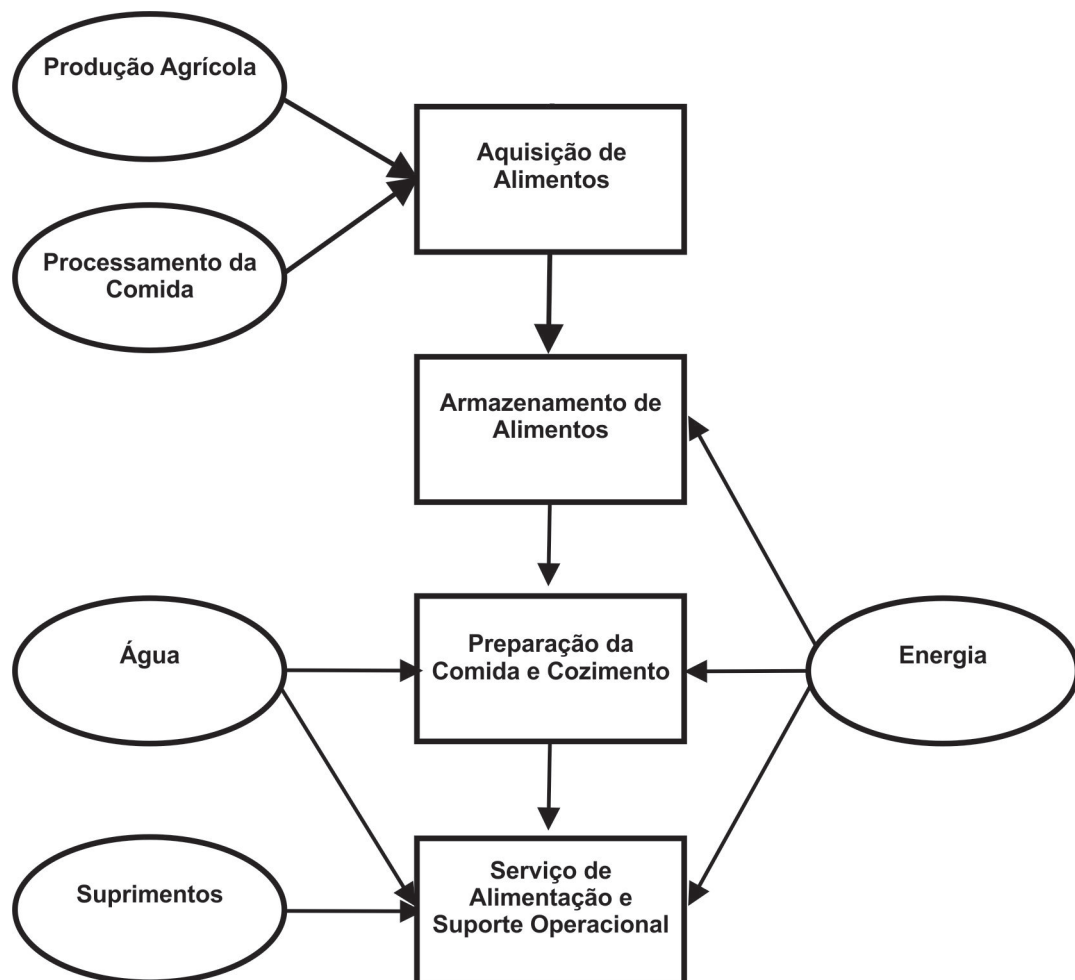 Produção Agrícola
Aquisição de
Alimentos
Processamento da
Comida
Armazenamento de
Alimentos
Água
Preparação da
Comida e Cozimento
Energia
Suprimentos
Serviço de
Alimentação e
Suporte Operacional